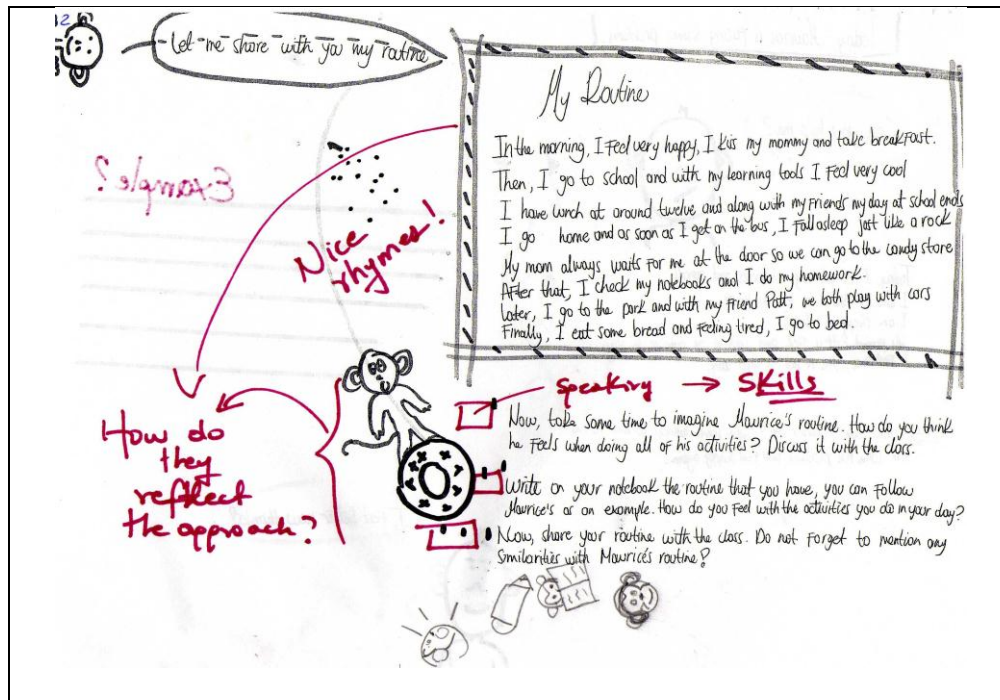 2
Let me share with you my routine
My Routine
In the morning, I feel very happy, I kiss my mommy and take breakfast.
Then, I go to school and with my learning tools I feel very cool
I have lunch at around twelve and along with my friends my day at school ends
I go home and as soon as I get on the bus, I fall asleep just like a rock
My mom always waits for me at the door so we can go to the candy store
After that, I check my notebooks and I do my homework.
Later, I go to the park and with my friend Patt, we both play with cars
Finally, I eat some bread and feeling tired, I go to bed.
Example?
Nice
rhymes!
speaking → Skills
Now, take some time to imagine Maurice's routine. How do you think
he feels when doing all of his activities? Discuss it with the class.
Write on your notebook the routine that you have, you can follow
Maurice's as an example. How do you feel with the activities you do in your day?
Now, share your routine with the class. Do not forget to mention any
similarities with Maurice's routine?
How do
they
reflect
the approach?